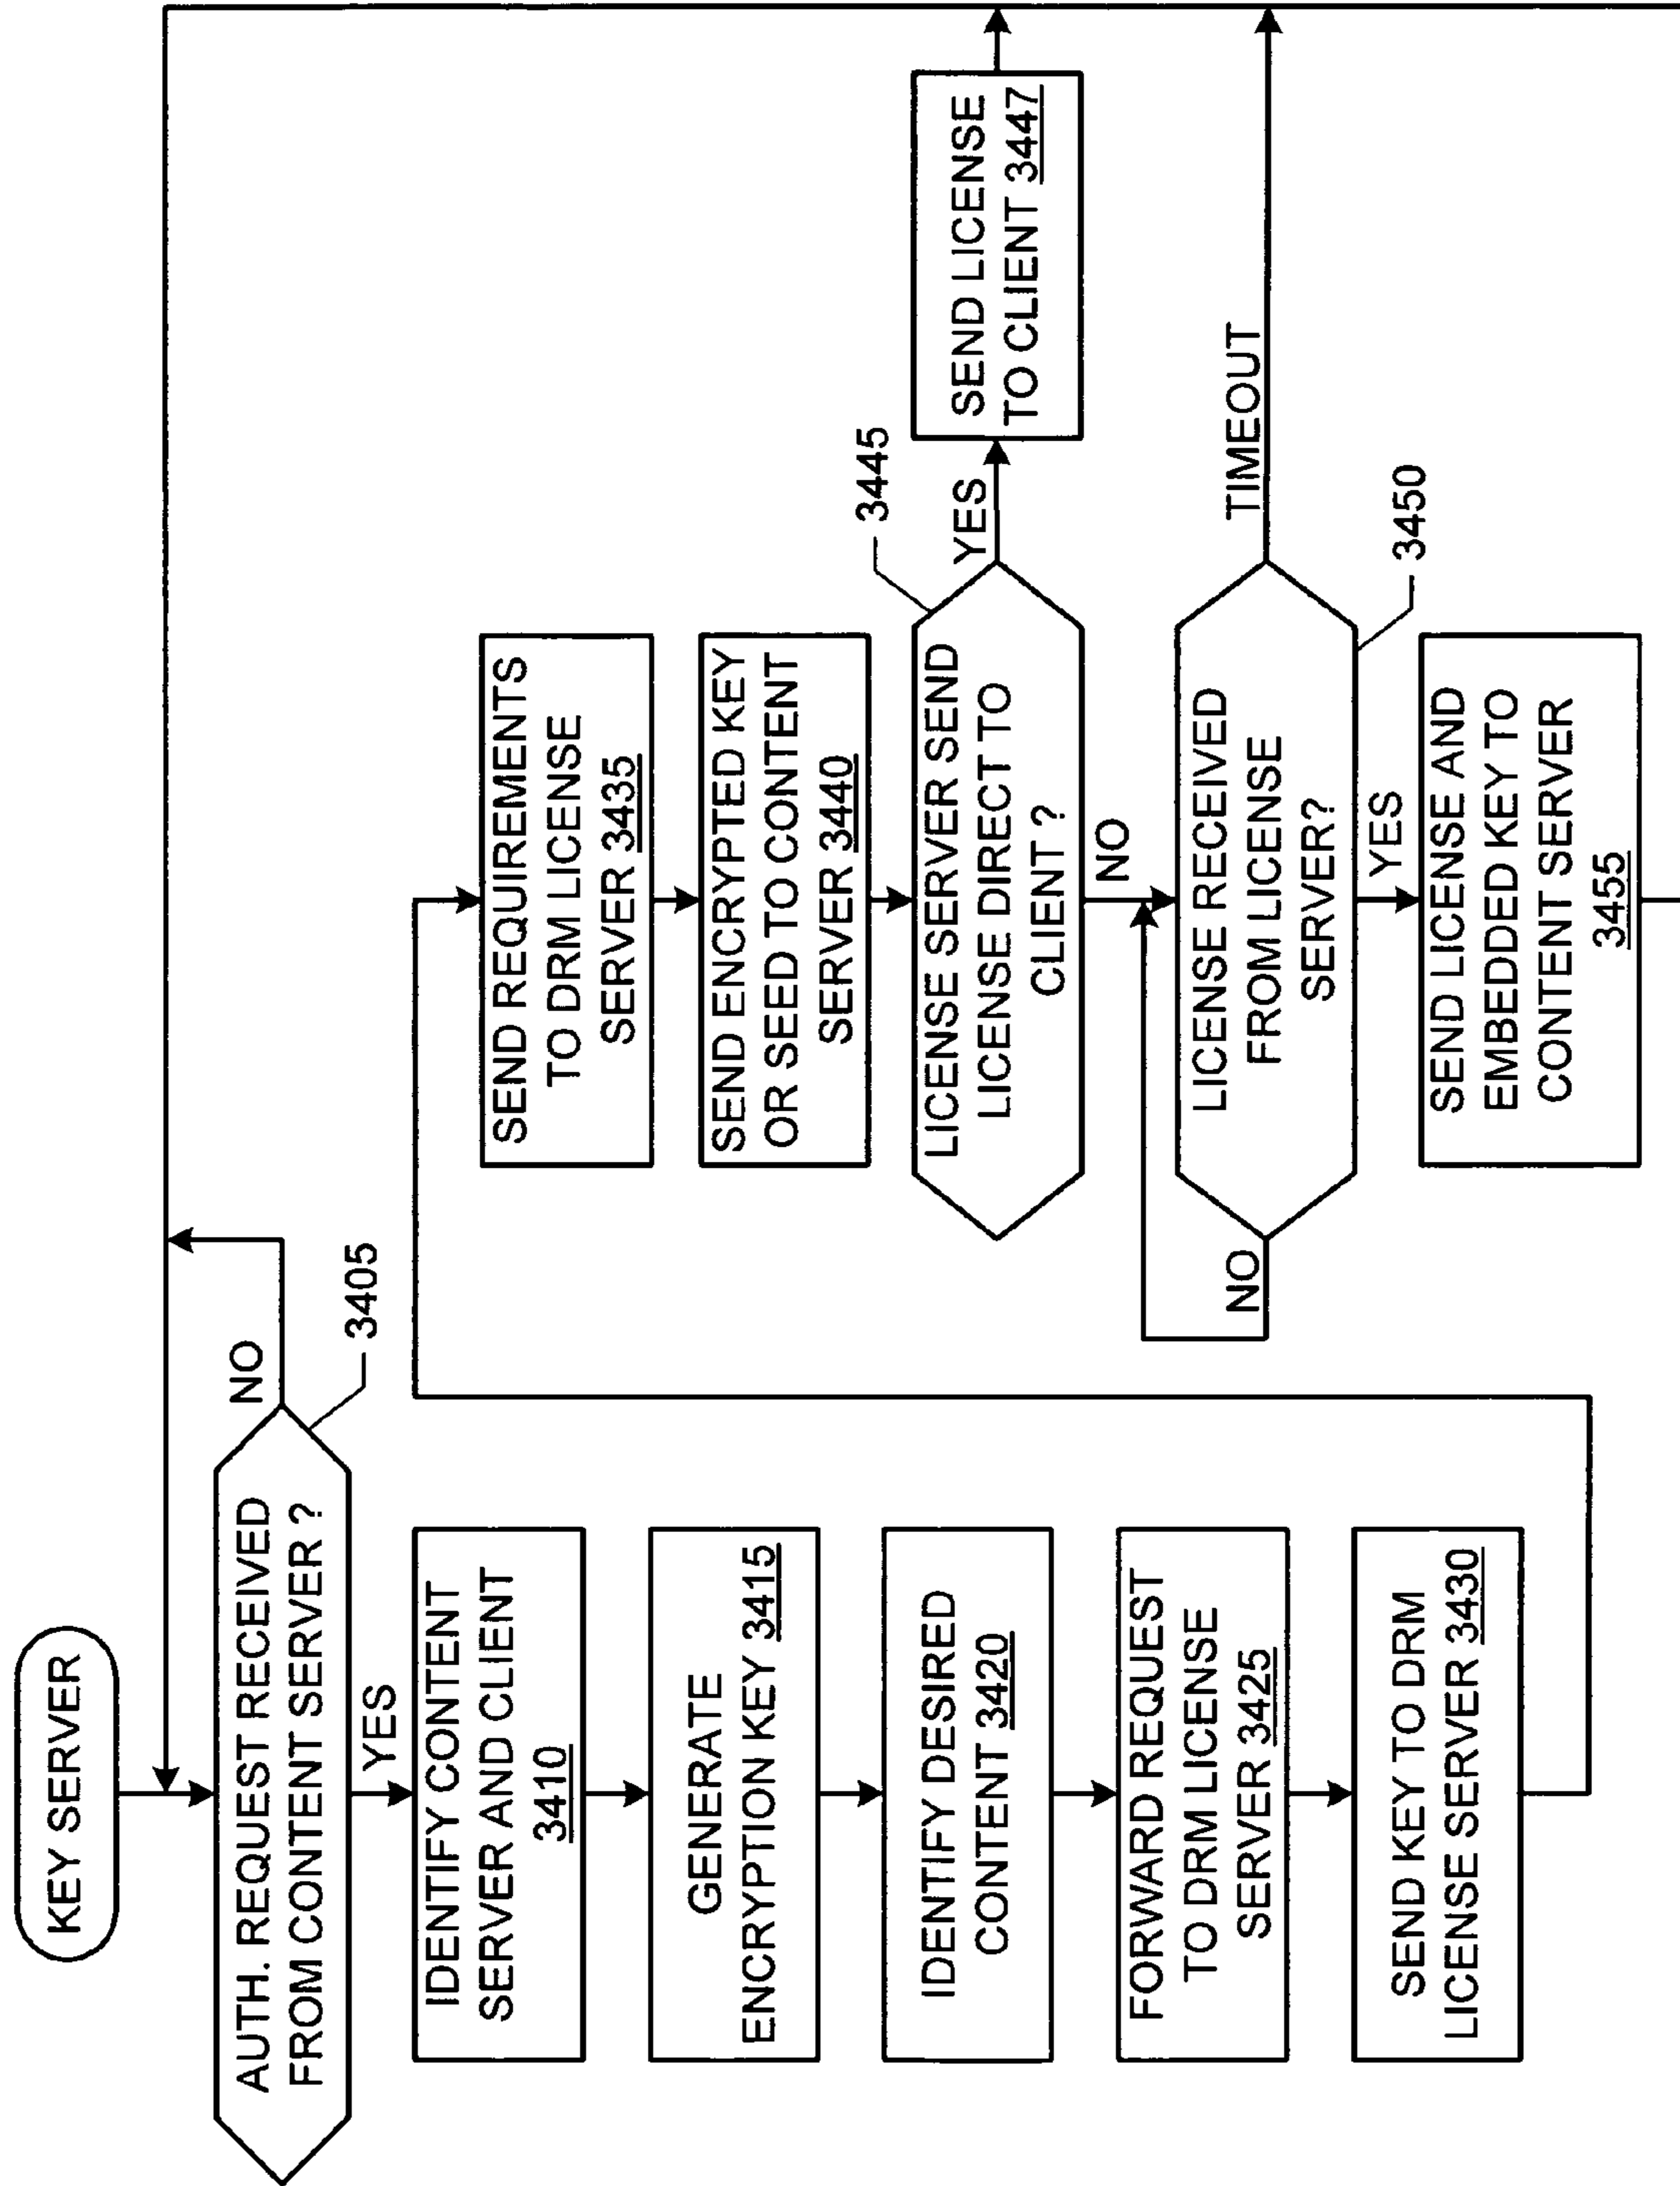 KEY SERVER
AUTH. REQUEST RECEIVED
FROM CONTENT SERVER ?
NO
3405
YES
IDENTIFY CONTENT
SERVER AND CLIENT
3410
GENERATE
ENCRYPTION KEY 3415
IDENTIFY DESIRED
CONTENT 3420
FORWARD REQUEST
TO DRM LICENSE
SERVER 3425
SEND KEY TO DRM
LICENSE SERVER 3430
SEND REQUIREMENTS
TO DRM LICENSE
SERVER 3435
SEND ENCRYPTED KEY
OR SEED TO CONTENT
SERVER 3440
LICENSE SERVER SEND
LICENSE DIRECT TO
CLIENT ?
3445
YES
SEND LICENSE
TO CLIENT 3447
NO
LICENSE RECEIVED
FROM LICENSE
SERVER?
NO
TIMEOUT
3450
YES
SEND LICENSE AND
EMBEDDED KEY TO
CONTENT SERVER
3455